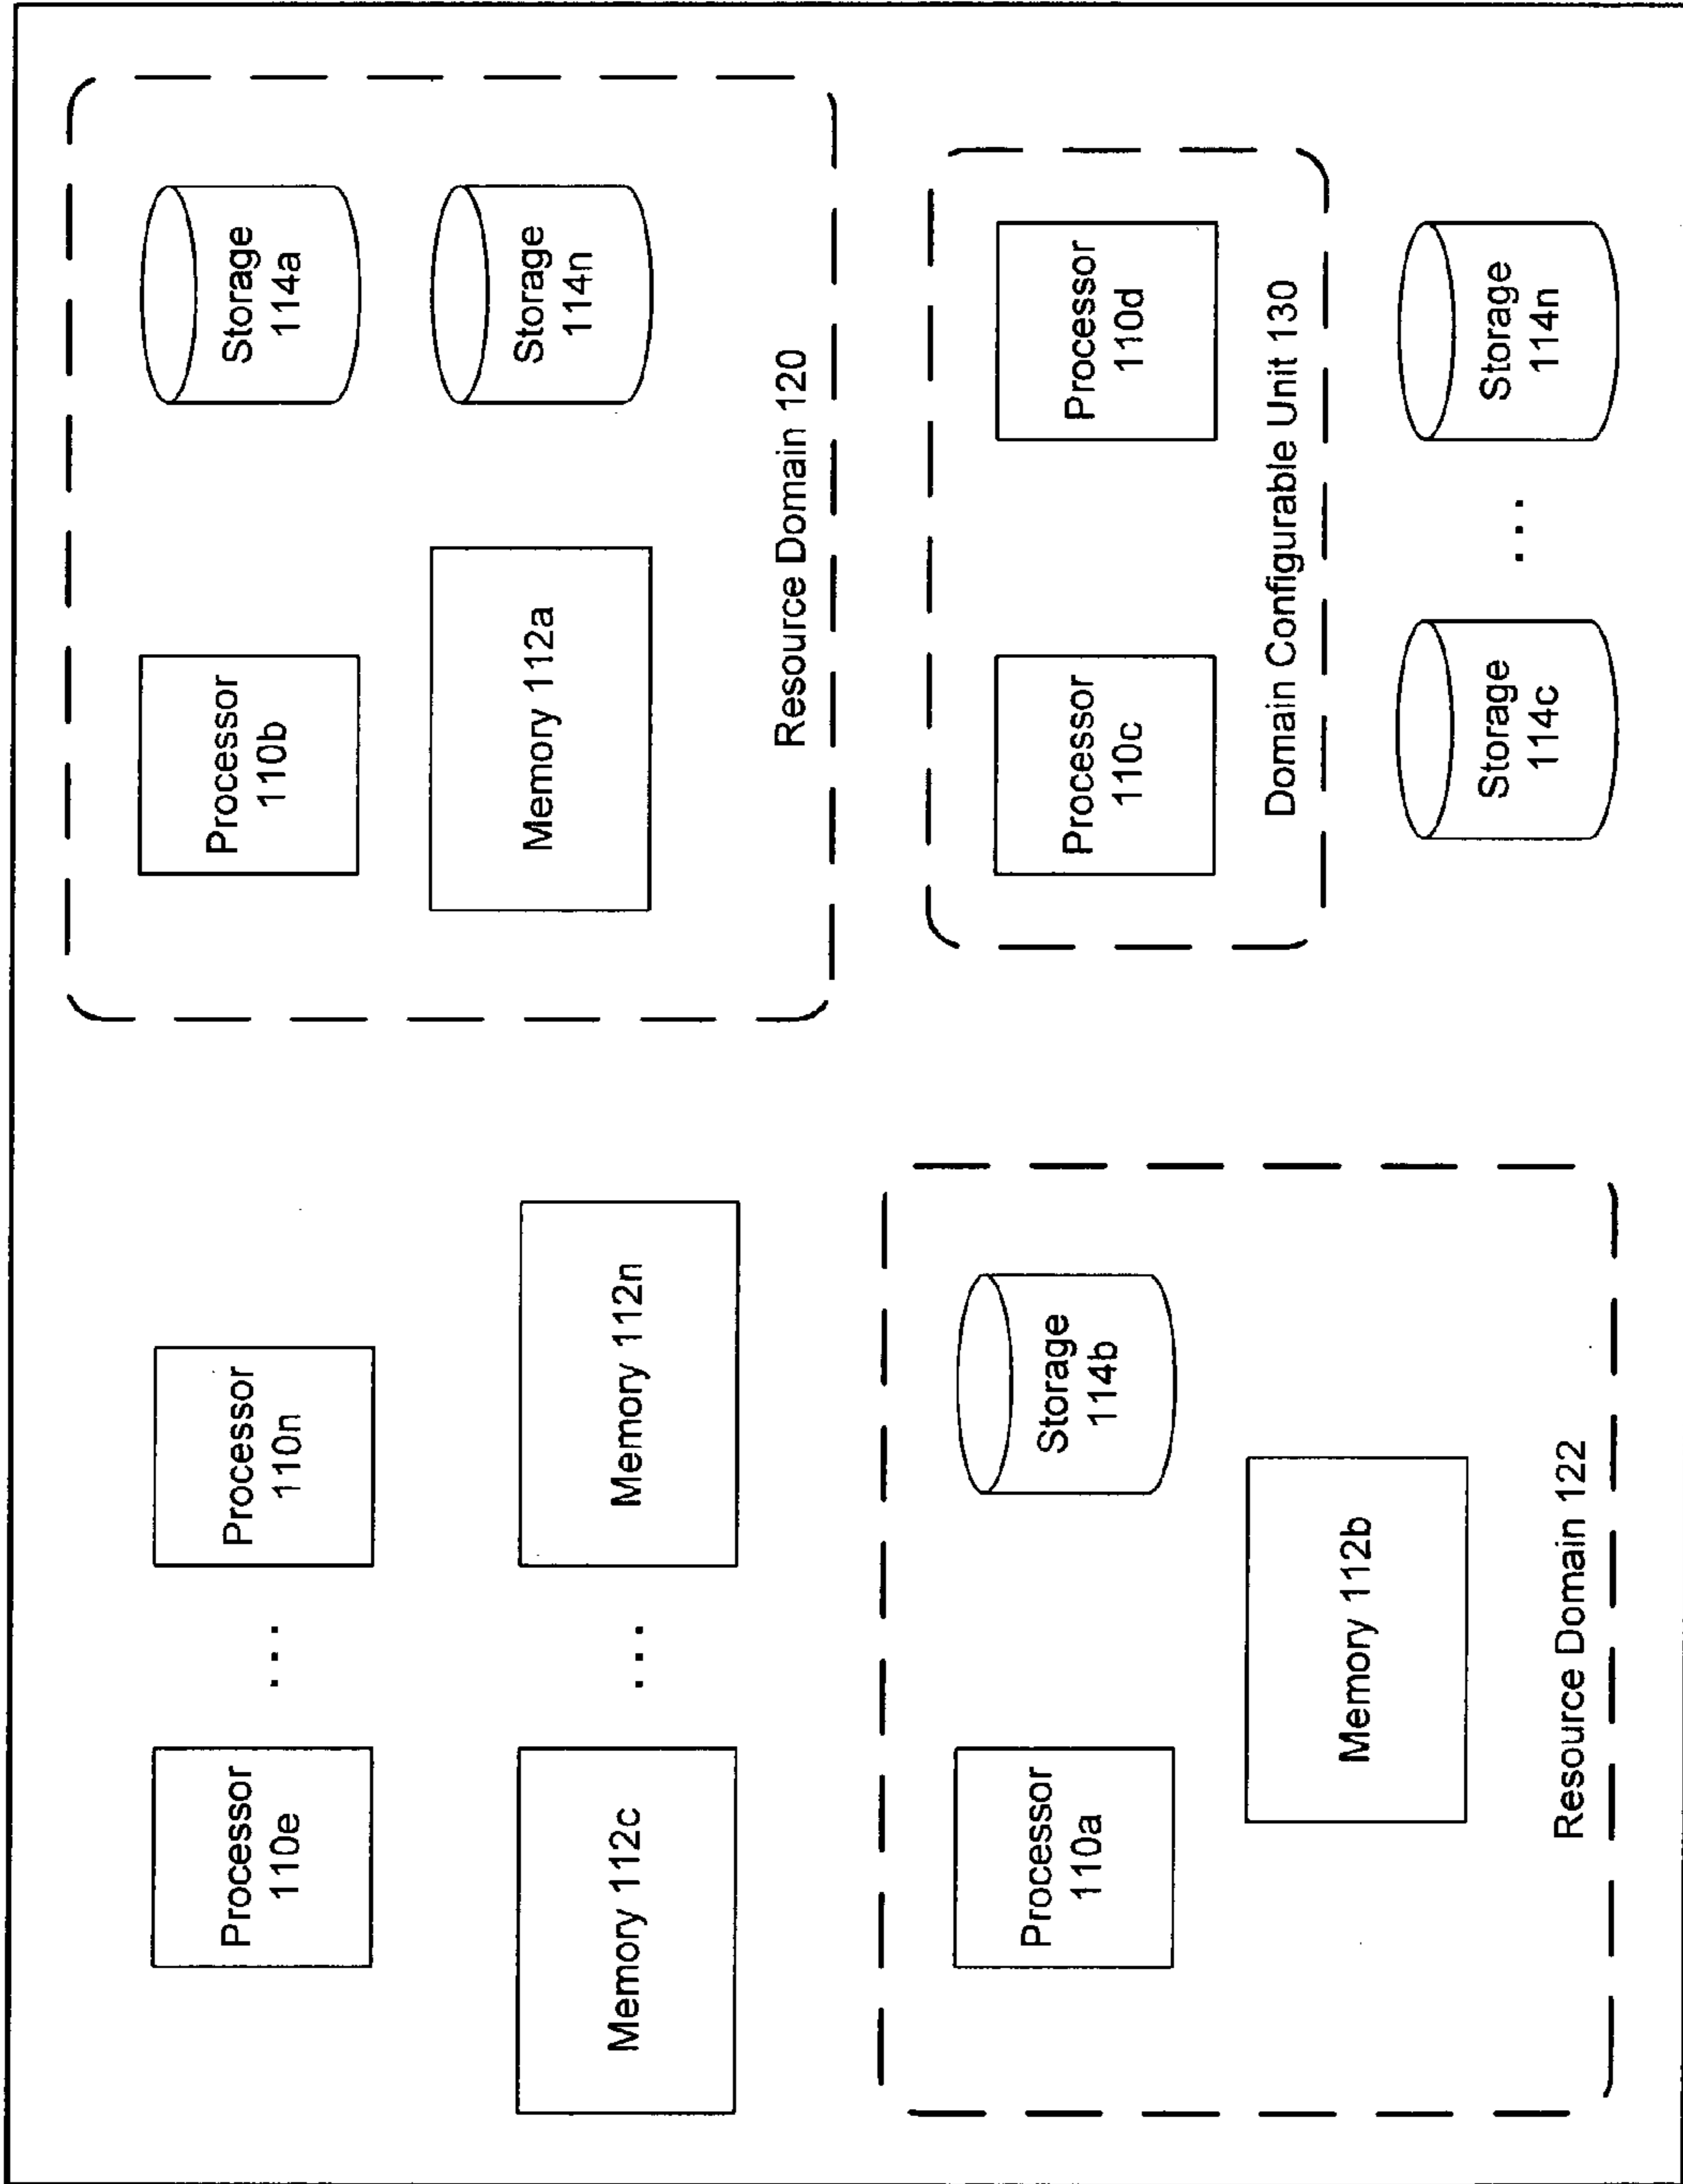 Processor
110e
...
Processor
110n
Memory 112c
...
Memory 112n
Processor
110b
Storage
114a
Memory 112a
Storage
114n
Resource Domain 120
Processor
110a
Storage
114b
Memory 112b
Resource Domain 122
Processor
110c
Processor
110d
Domain Configurable Unit 130
Storage
114c
...
Storage
114n